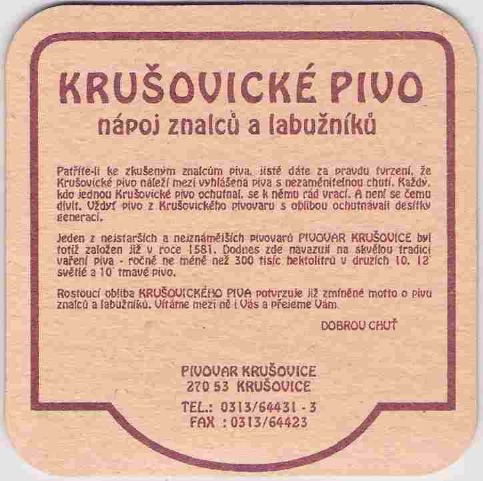 KRUŠOVICKÉ PIVO
nápoj znalců a labužníků
Patříte-li ke zkušeným znalcům piva, jistě dáte za pravdu tvrzení, že
Krušovické pivo náleží mezi vyhlášená piva s nezaměnitelnou chutí. Každý,
kdo jednou Krušovické pivo ochutnal, se k němu rád vrací. A není se čemu
divit. Vždyť pivo z Krušovického pivovaru s oblibou ochutnávali desítky
generací.
Jeden z nejstarších a nejznámějších pivovarů PIVOVAR KRUŠOVICE byl
totiž založen již v roce 1581. Dodnes zde navazují na skvělou tradici
vaření piva - ročně ne méně než 300 tisíc hektolitrů v druzích 10, 12°
světlé a 10° tmavé pivo.
Rostoucí obliba KRUŠOVICKÉHO PIVA potvrzuje již zmíněné motto o pivu
znalců a labužníků. Vítáme mezi ně i Vás a přejeme Vám
DOBROU CHUŤ
PIVOVAR KRUŠOVICE
270 53 KRUŠOVICE
TEL.: 0313/64431 - 3
FAX : 0313/64423